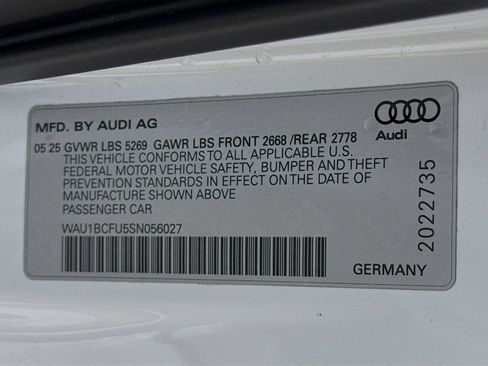 MFD. BY AUDI AG
05 25 GVWR LBS 5269 GAWR LBS FRONT 2668 /REAR 2778
THIS VEHICLE CONFORMS TO ALL APPLICABLE U.S.
FEDERAL MOTOR VEHICLE SAFETY, BUMPER AND THEFT
PREVENTION STANDARDS IN EFFECT ON THE DATE OF
MANUFACTURE SHOWN ABOVE
PASSENGER CAR
WAU1BCFU5SN056027
GERMANY
Audi
2022735